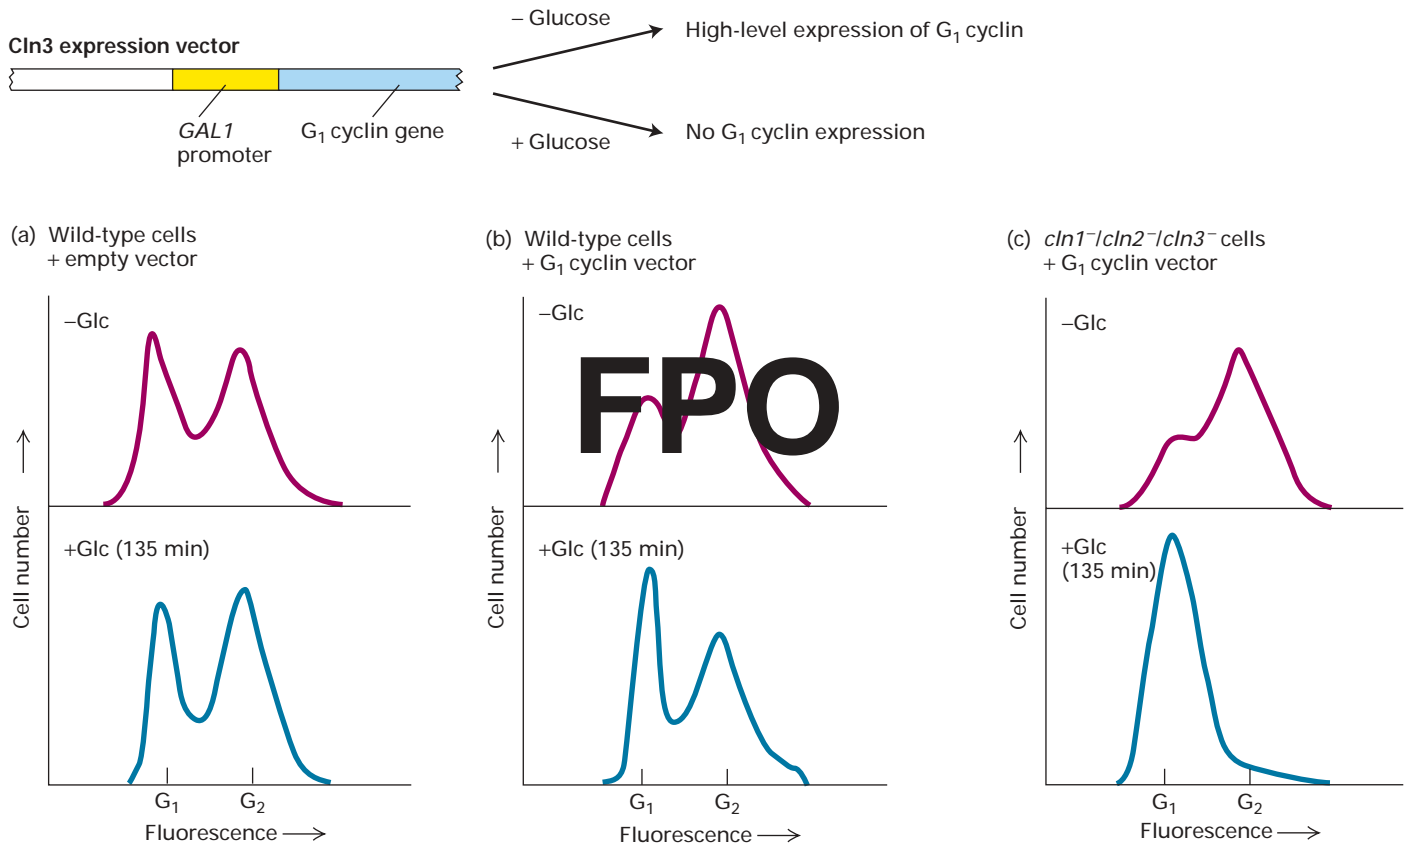 – Glucose
High-level expression of G₁ cyclin
Cln3 expression vector
GAL1
promoter
G₁ cyclin gene
+ Glucose
No G₁ cyclin expression
(a) Wild-type cells
+ empty vector
–Glc
+Glc (135 min)
Cell number
G₁ G₂
Fluorescence
(b) Wild-type cells
+ G₁ cyclin vector
–Glc
FPO
+Glc (135 min)
Cell number
G₁ G₂
Fluorescence
(c) cln1⁻/cln2⁻/cln3⁻ cells
+ G₁ cyclin vector
–Glc
+Glc
(135 min)
Cell number
G₁ G₂
Fluorescence